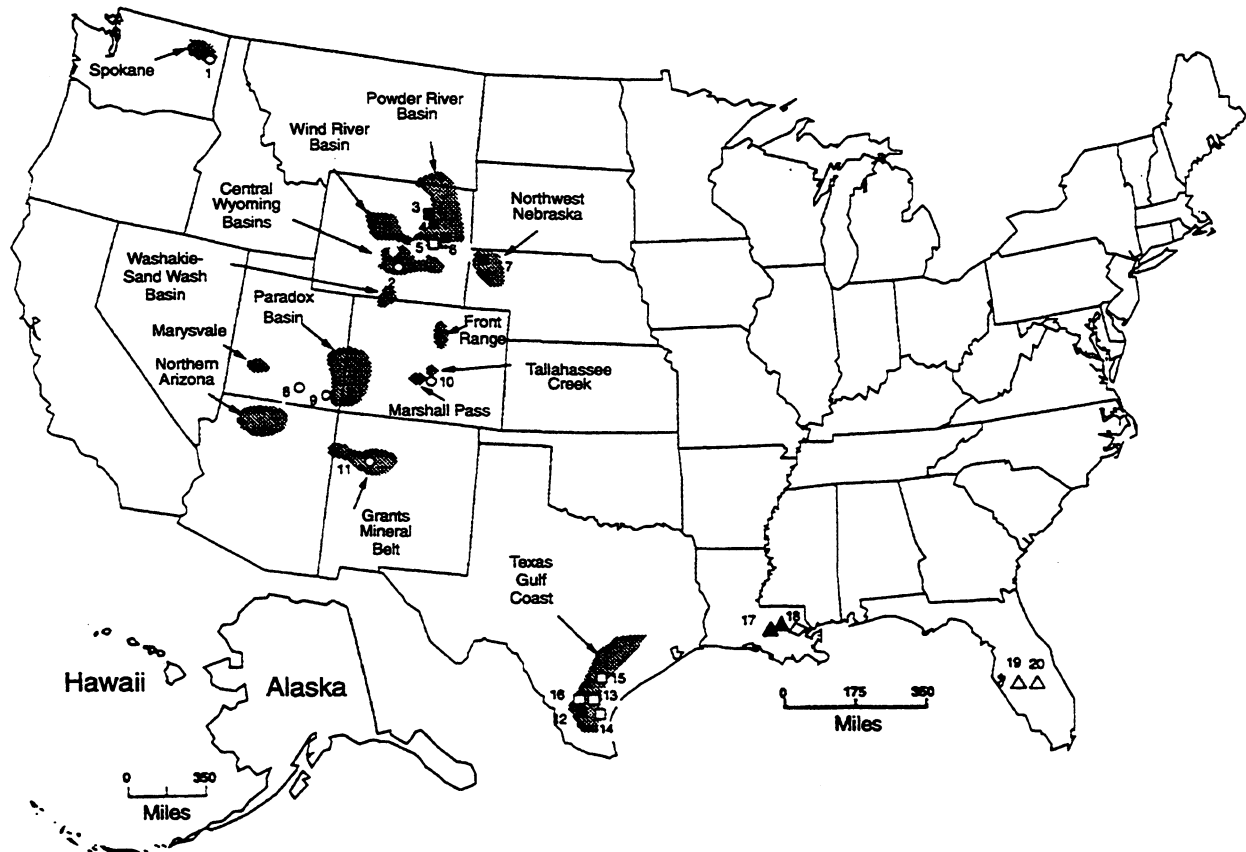 Spokane
1
Powder River
Basin
Wind River
Basin
Central
Wyoming
Basins
3
4
5
6
Northwest
Nebraska
7
Washakie-
Sand Wash
Basin
2
Paradox
Basin
Front
Range
Marysvale
Northern
Arizona
8
9
10
Tallahassee
Creek
Marshall Pass
11
Grants
Mineral
Belt
Texas
Gulf
Coast
15
16
13
12
14
17
18
19
20
0
175
350
Miles
Hawaii
Alaska
0
350
Miles